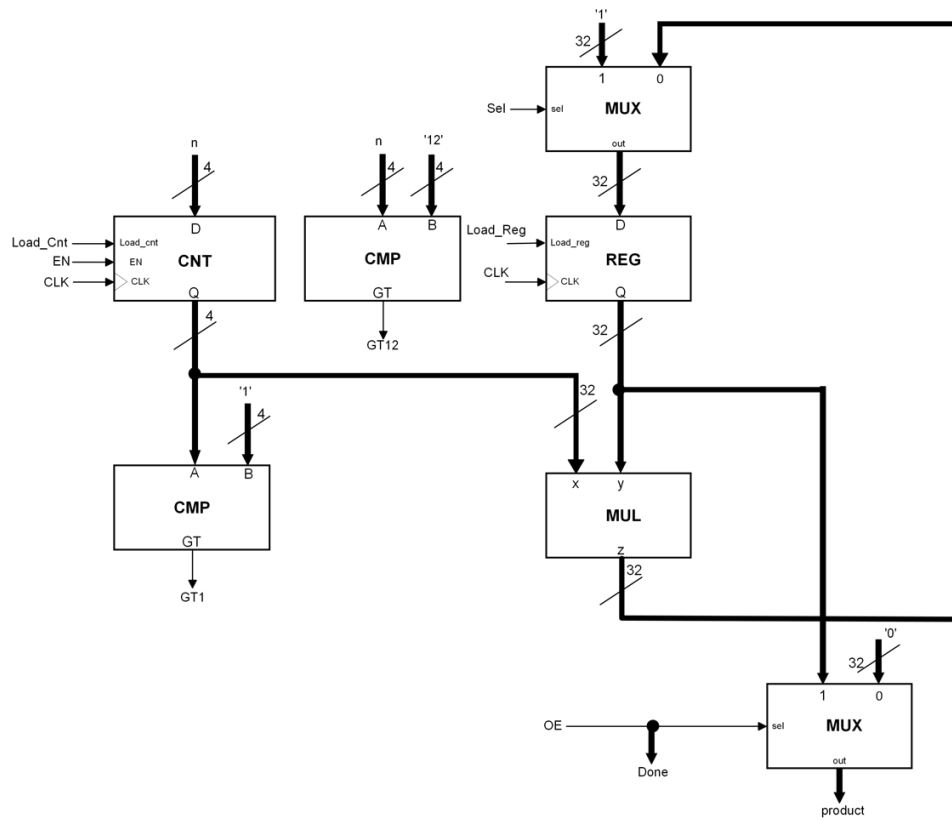 '1'
32
1 0
Sel
sel
MUX
out
n
4
n
'12'
4
4
32
D
Load_Cnt
Load_cnt
EN
EN
CNT
CLK
CLK
Q
A B
CMP
GT
GT12
Load_Reg
D
Load_reg
REG
CLK
CLK
Q
4
32
'1'
4
32
A B
CMP
GT
GT1
x y
MUL
z
32
'0'
32
1 0
OE
sel
MUX
out
Done
product